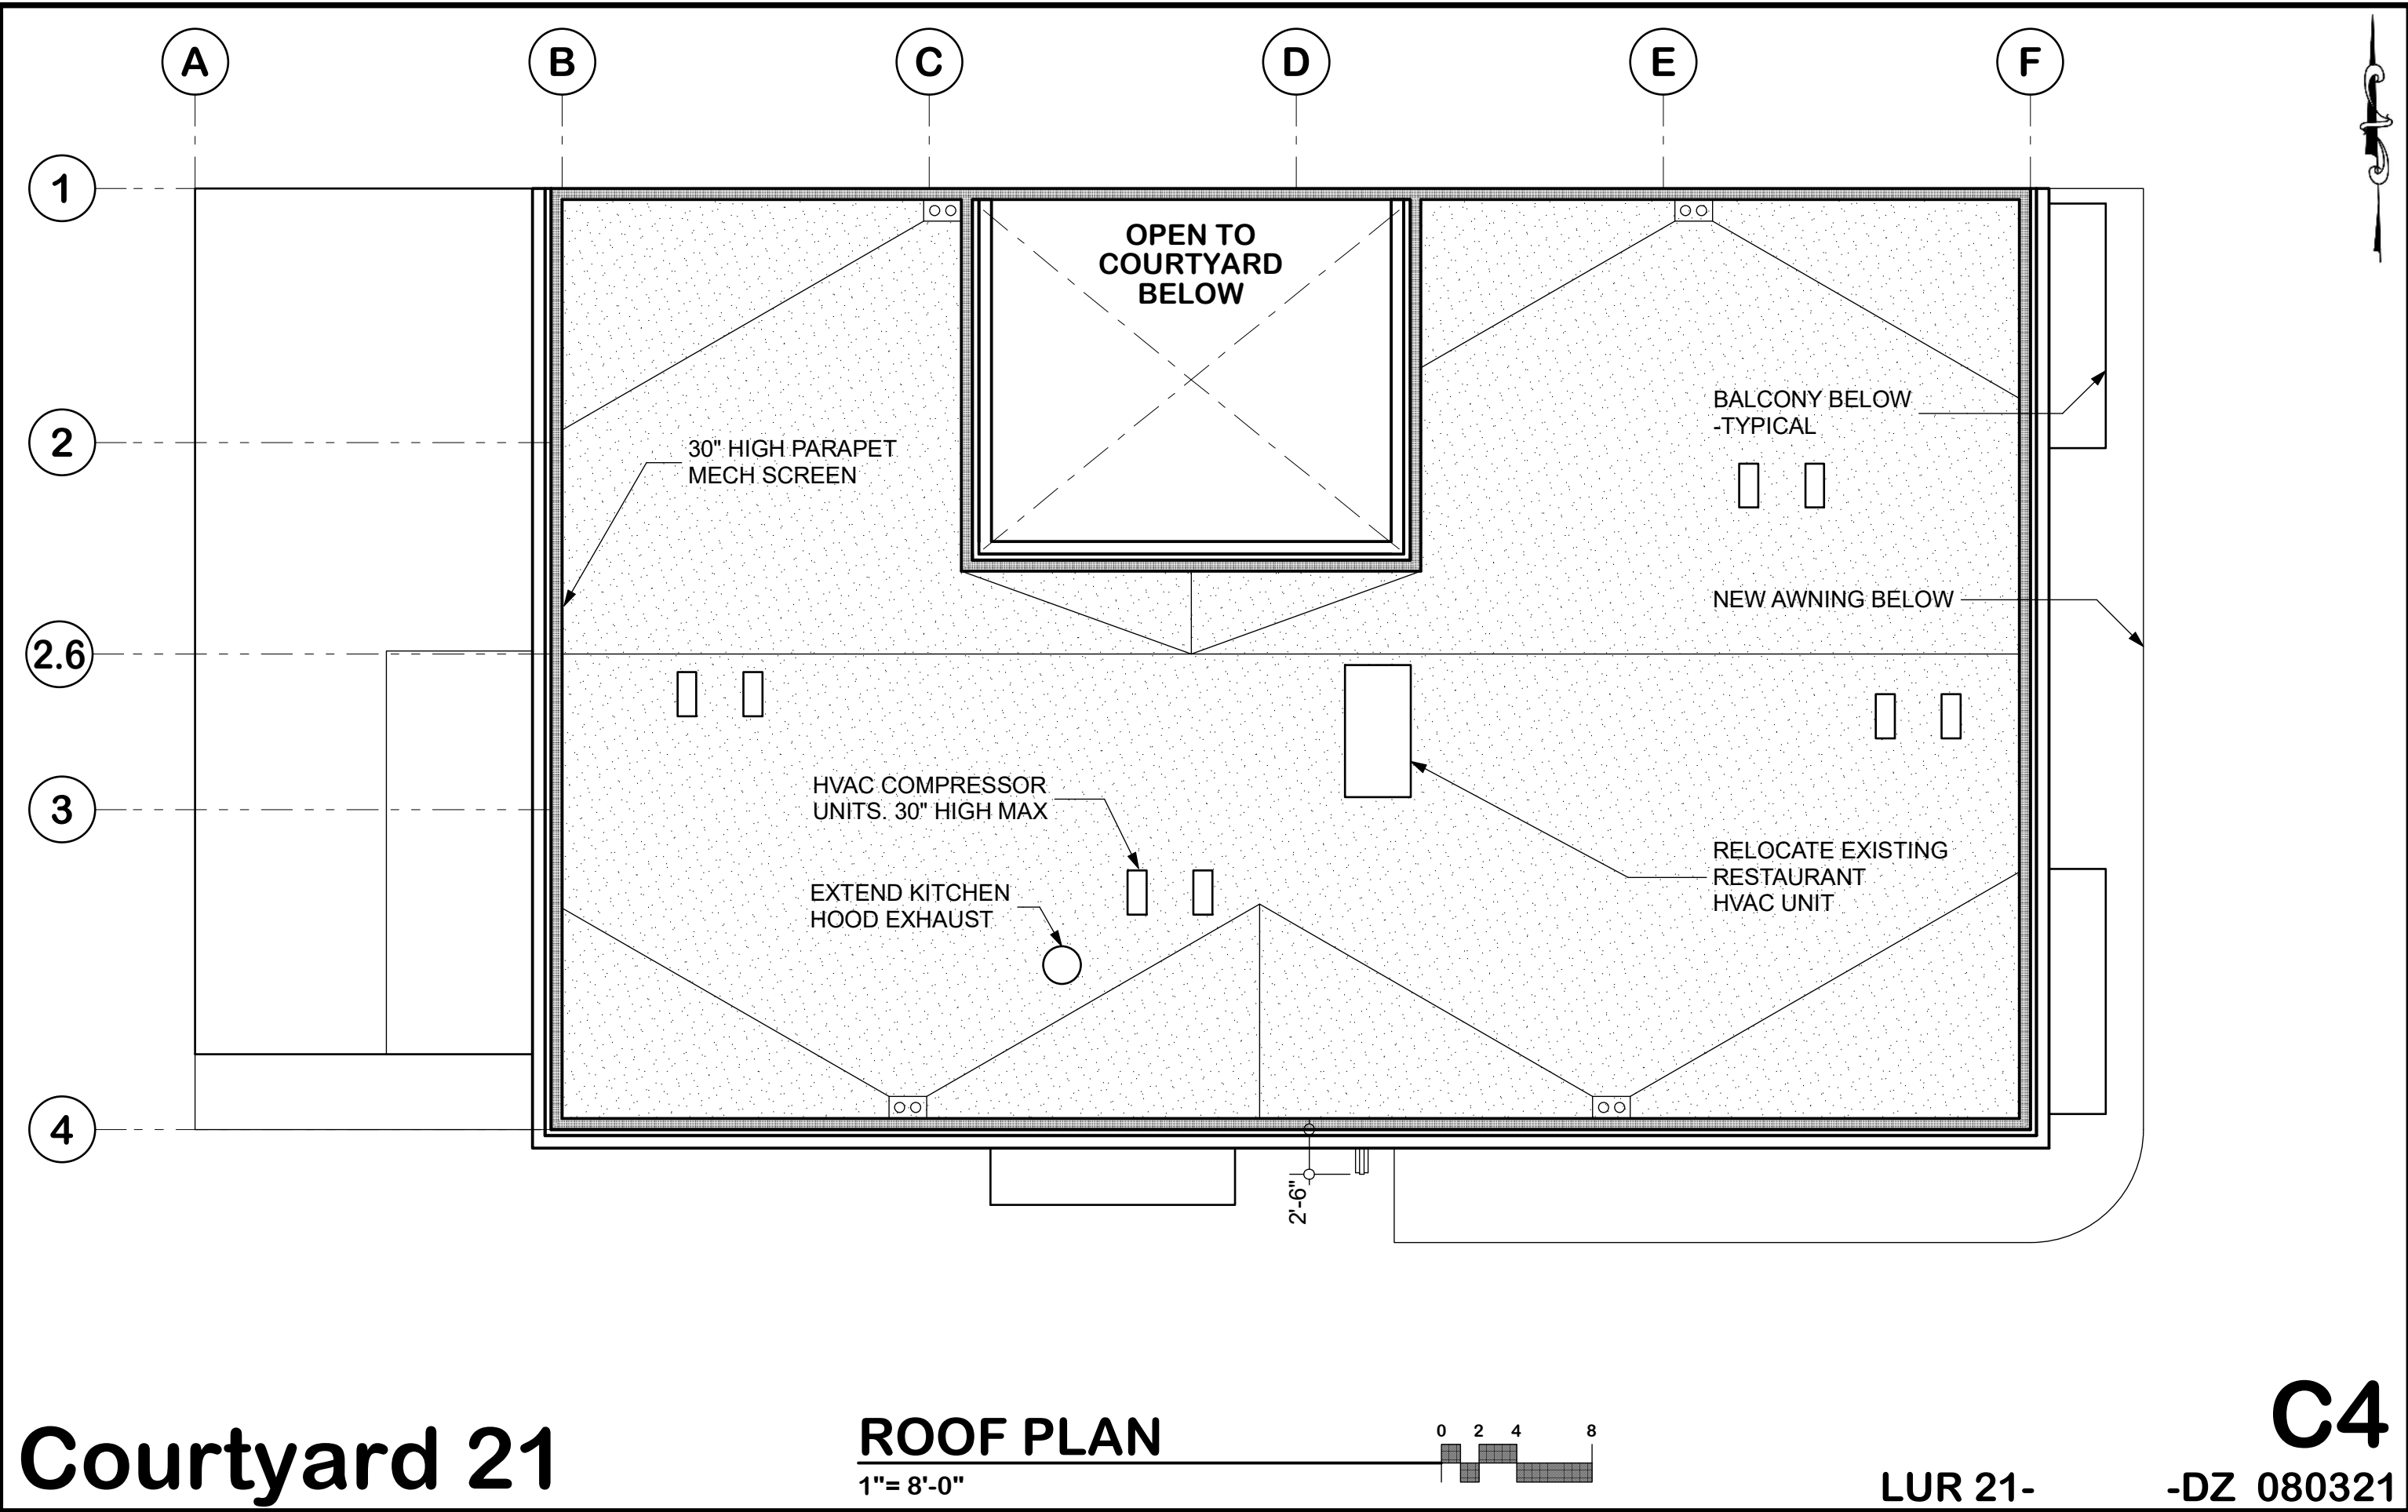 A B C D E F
1
OPEN TO
COURTYARD
BELOW
BALCONY BELOW
-TYPICAL
2
30" HIGH PARAPET
MECH SCREEN
NEW AWNING BELOW
2.6
HVAC COMPRESSOR
UNITS. 30" HIGH MAX
3
RELOCATE EXISTING
RESTAURANT
HVAC UNIT
EXTEND KITCHEN
HOOD EXHAUST
4
2'-6"
Courtyard 21
ROOF PLAN
1"= 8'-0"
0 2 4 8
C4
LUR 21- -DZ 080321